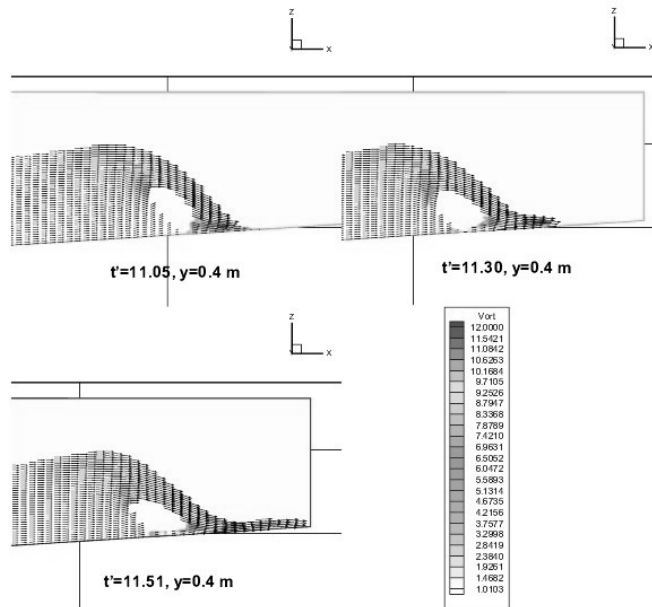 z
x
z
x
t'=11.05, y=0.4 m
t'=11.30, y=0.4 m
z
x
t'=11.51, y=0.4 m
Vort
12.0000
11.5421
11.0842
10.6263
10.1684
9.7105
9.2526
8.7947
8.3368
7.8789
7.4210
6.9631
6.5052
6.0472
5.5893
5.1314
4.6735
4.2156
3.7577
3.2998
2.8419
2.3840
1.9261
1.4682
1.0103